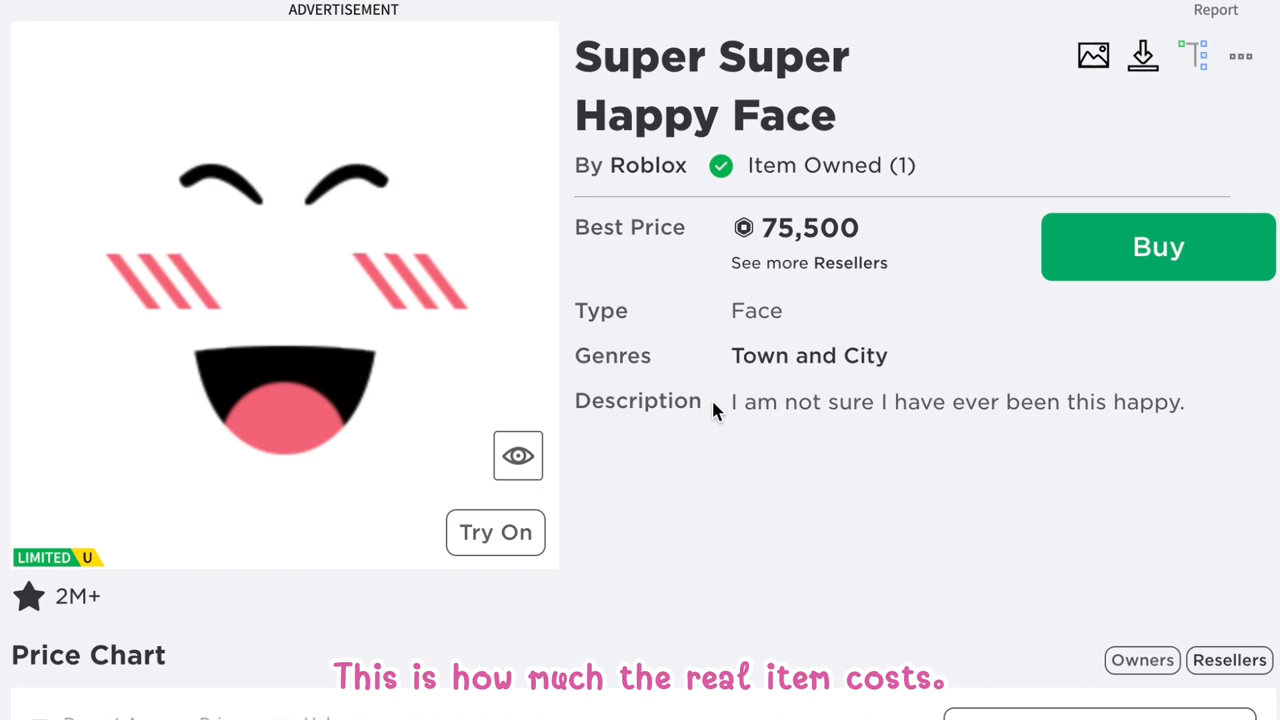 ADVERTISEMENT
Report
Super Super
Happy Face
By Roblox Item Owned (1)
Best Price 75,500
Buy
See more Resellers
Type Face
Genres Town and City
Description I am not sure I have ever been this happy.
Try On
LIMITED U
2M+
Price Chart
Owners Resellers
This is how much the real item costs.